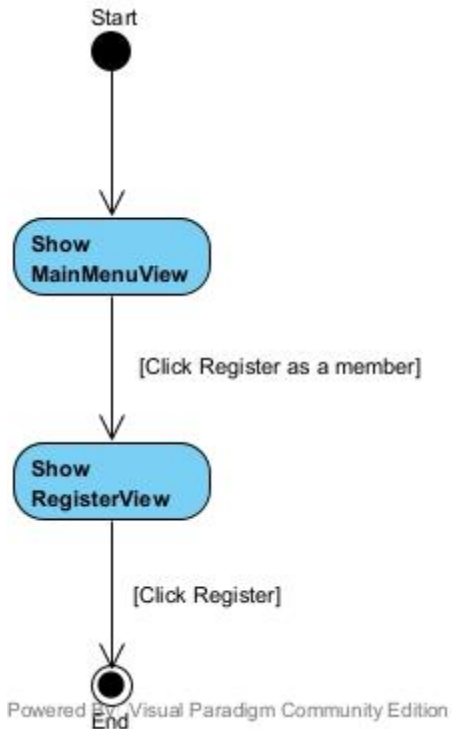 Start
Show
MainMenuView
[Click Register as a member]
Show
RegisterView
[Click Register]
Powered By: Visual Paradigm Community Edition
End